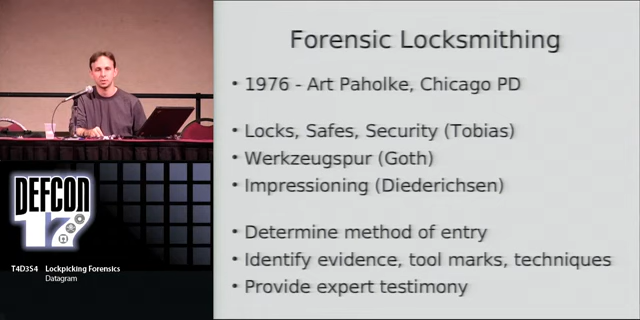 Forensic Locksmithing
• 1976 - Art Paholke, Chicago PD
• Locks, Safes, Security (Tobias)
• Werkzeugspur (Goth)
• Impressioning (Diederichsen)
• Determine method of entry
• Identify evidence, tool marks, techniques
• Provide expert testimony
DEFCON
17
T4D3S4 Lockpicking Forensics
Datagram